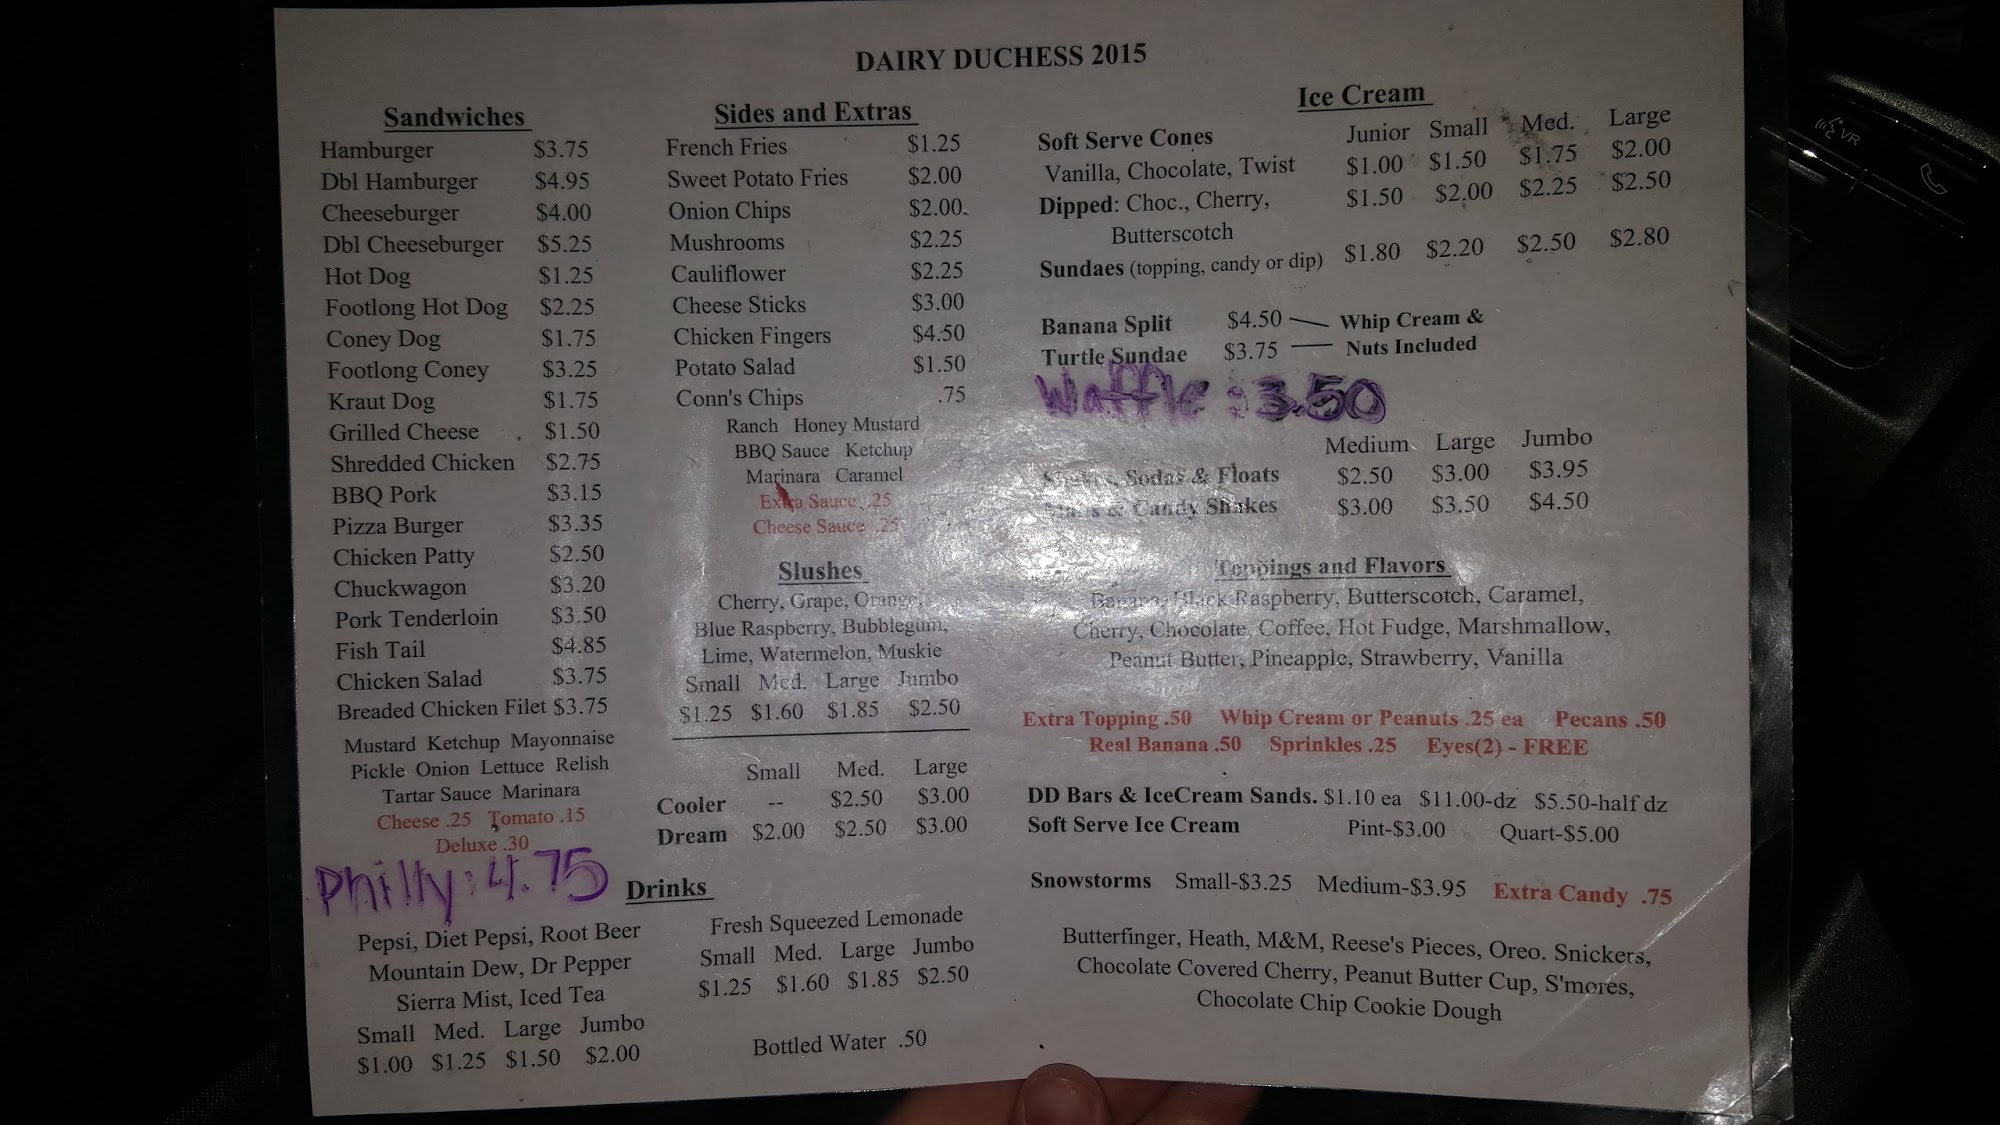 DAIRY DUCHESS 2015
Sandwiches
Hamburger $3.75
Dbl Hamburger $4.95
Cheeseburger $4.00
Dbl Cheeseburger $5.25
Hot Dog $1.25
Footlong Hot Dog $2.25
Coney Dog $1.75
Footlong Coney $3.25
Kraut Dog $1.75
Grilled Cheese $1.50
Shredded Chicken $2.75
BBQ Pork $3.15
Pizza Burger $3.35
Chicken Patty $2.50
Chuckwagon $3.20
Pork Tenderloin $3.50
Fish Tail $4.85
Chicken Salad $3.75
Breaded Chicken Filet $3.75
Mustard Ketchup Mayonnaise
Pickle Onion Lettuce Relish
Tartar Sauce Marinara
Cheese .25 Tomato .15
Deluxe .30
Philly: 4.75
Sides and Extras
French Fries $1.25
Sweet Potato Fries $2.00
Onion Chips $2.00
Mushrooms $2.25
Cauliflower $2.25
Cheese Sticks $3.00
Chicken Fingers $4.50
Potato Salad $1.50
Conn's Chips .75
Ranch Honey Mustard
BBQ Sauce Ketchup
Marinara Caramel
Extra Sauce .25
Cheese Sauce .25
Slushes
Cherry, Grape, Orange,
Blue Raspberry, Bubblegum,
Lime, Watermelon, Muskie
Small Med. Large Jumbo
$1.25 $1.60 $1.85 $2.50
Small Med. Large
Cooler -- $2.50 $3.00
Dream $2.00 $2.50 $3.00
Drinks
Pepsi, Diet Pepsi, Root Beer
Mountain Dew, Dr Pepper
Sierra Mist, Iced Tea
Small Med. Large Jumbo
$1.00 $1.25 $1.50 $2.00
Fresh Squeezed Lemonade
Small Med. Large Jumbo
$1.25 $1.60 $1.85 $2.50
Bottled Water .50
Ice Cream
Soft Serve Cones Junior Small Med. Large
Vanilla, Chocolate, Twist $1.00 $1.50 $1.75 $2.00
Dipped: Choc., Cherry, $1.50 $2.00 $2.25 $2.50
Butterscotch
Sundaes (topping, candy or dip) $1.80 $2.20 $2.50 $2.80
Banana Split $4.50 Whip Cream &
Turtle Sundae $3.75 Nuts Included
Waffle: 3.50
Medium Large Jumbo
Sodas & Floats $2.50 $3.00 $3.95
& Candy Shakes $3.00 $3.50 $4.50
Toppings and Flavors
Banana, Black Raspberry, Butterscotch, Caramel,
Cherry, Chocolate, Coffee, Hot Fudge, Marshmallow,
Peanut Butter, Pineapple, Strawberry, Vanilla
Extra Topping .50 Whip Cream or Peanuts .25 ea Pecans .50
Real Banana .50 Sprinkles .25 Eyes(2) - FREE
DD Bars & IceCream Sands. $1.10 ea $11.00-dz $5.50-half dz
Soft Serve Ice Cream Pint-$3.00 Quart-$5.00
Snowstorms Small-$3.25 Medium-$3.95 Extra Candy .75
Butterfinger, Heath, M&M, Reese's Pieces, Oreo. Snickers,
Chocolate Covered Cherry, Peanut Butter Cup, S'mores,
Chocolate Chip Cookie Dough
VR